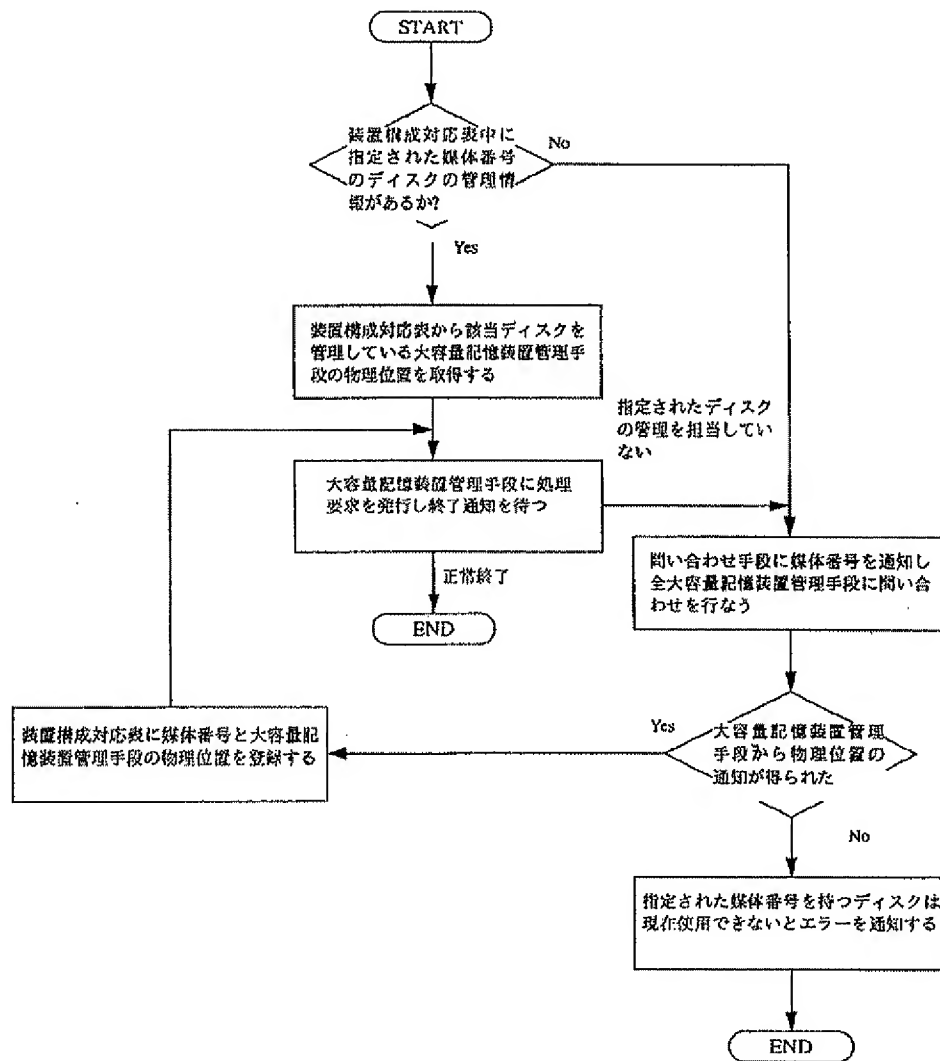 START
装置構成対応表中に
指定された媒体番号
のディスクの管理情
報があるか?
No
Yes
装置構成対応表から該当ディスクを
管理している大容量記憶装置管理手
段の物理位置を取得する
指定されたディスク
の管理を担当してい
ない
大容量記憶装置管理手段に処理
要求を発行し終了通知を待つ
正常終了
END
問い合わせ手段に媒体番号を通知し
全大容量記憶装置管理手段に問い合
わせを行なう
装置構成対応表に媒体番号と大容量記
憶装置管理手段の物理位置を登録する
Yes
大容量記憶装置管理
手段から物理位置の
通知が得られた
No
指定された媒体番号を持つディスクは
現在使用できないとエラーを通知する
END